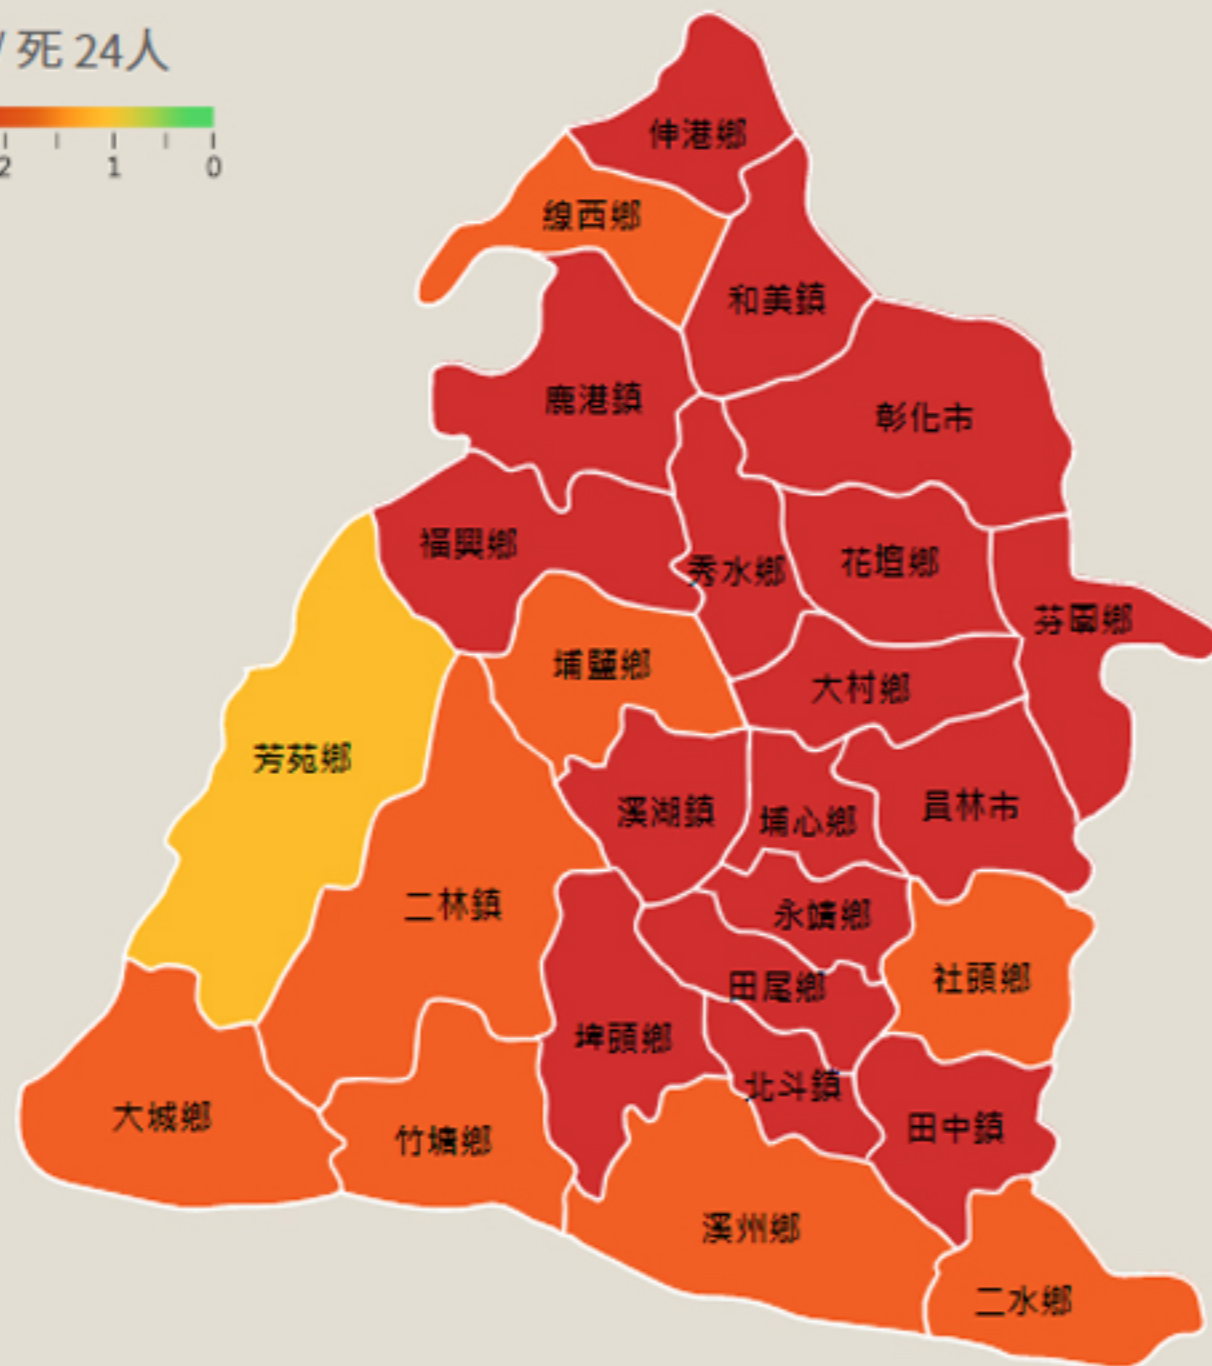 / 死 24人
2 1 0
伸港鄉
線西鄉
和美鎮
鹿港鎮
彰化市
福興鄉
秀水鄉
花壇鄉
芬園鄉
埔鹽鄉
大村鄉
芳苑鄉
溪湖鎮
埔心鄉
員林市
二林鎮
永靖鄉
田尾鄉
社頭鄉
埤頭鄉
北斗鎮
大城鄉
竹塘鄉
田中鎮
溪州鄉
二水鄉